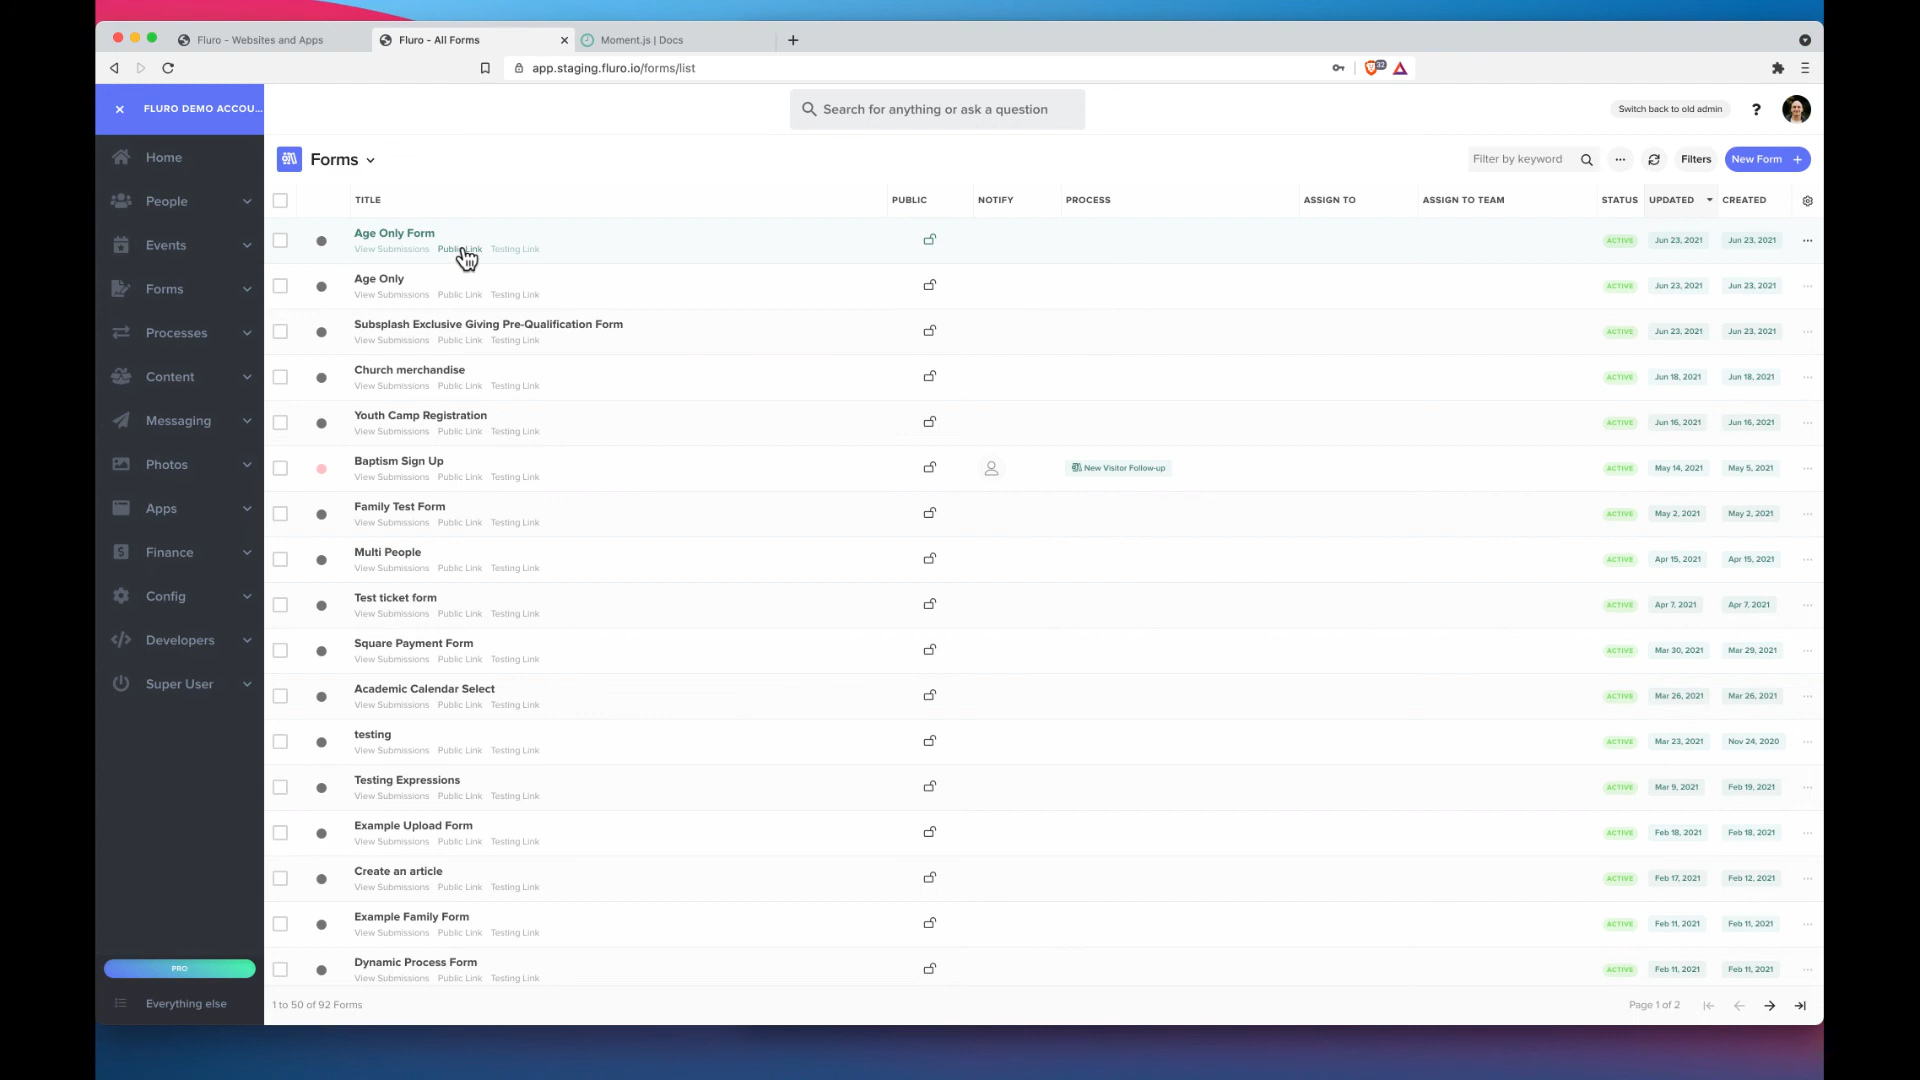 Fluro - Websites and Apps
Fluro - All Forms
Moment.js | Docs
app.staging.fluro.io/forms/list
32
FLURO DEMO ACCOU...
Search for anything or ask a question
Switch back to old admin
?
Home
People
Events
Forms
Processes
Content
Messaging
Photos
Apps
Finance
Config
Developers
Super User
PRO
Everything else
Forms
Filter by keyword
Filters
New Form +
TITLE PUBLIC NOTIFY PROCESS ASSIGN TO ASSIGN TO TEAM STATUS UPDATED CREATED
Age Only Form
View Submissions Public Link Testing Link
ACTIVE Jun 23, 2021 Jun 23, 2021
Age Only
View Submissions Public Link Testing Link
ACTIVE Jun 23, 2021 Jun 23, 2021
Subsplash Exclusive Giving Pre-Qualification Form
View Submissions Public Link Testing Link
ACTIVE Jun 23, 2021 Jun 23, 2021
Church merchandise
View Submissions Public Link Testing Link
ACTIVE Jun 18, 2021 Jun 18, 2021
Youth Camp Registration
View Submissions Public Link Testing Link
ACTIVE Jun 16, 2021 Jun 16, 2021
Baptism Sign Up
View Submissions Public Link Testing Link
New Visitor Follow-up
ACTIVE May 14, 2021 May 5, 2021
Family Test Form
View Submissions Public Link Testing Link
ACTIVE May 2, 2021 May 2, 2021
Multi People
View Submissions Public Link Testing Link
ACTIVE Apr 15, 2021 Apr 15, 2021
Test ticket form
View Submissions Public Link Testing Link
ACTIVE Apr 7, 2021 Apr 7, 2021
Square Payment Form
View Submissions Public Link Testing Link
ACTIVE Mar 30, 2021 Mar 29, 2021
Academic Calendar Select
View Submissions Public Link Testing Link
ACTIVE Mar 26, 2021 Mar 26, 2021
testing
View Submissions Public Link Testing Link
ACTIVE Mar 23, 2021 Nov 24, 2020
Testing Expressions
View Submissions Public Link Testing Link
ACTIVE Mar 9, 2021 Feb 19, 2021
Example Upload Form
View Submissions Public Link Testing Link
ACTIVE Feb 18, 2021 Feb 18, 2021
Create an article
View Submissions Public Link Testing Link
ACTIVE Feb 17, 2021 Feb 12, 2021
Example Family Form
View Submissions Public Link Testing Link
ACTIVE Feb 11, 2021 Feb 11, 2021
Dynamic Process Form
View Submissions Public Link Testing Link
ACTIVE Feb 11, 2021 Feb 11, 2021
1 to 50 of 92 Forms
Page 1 of 2